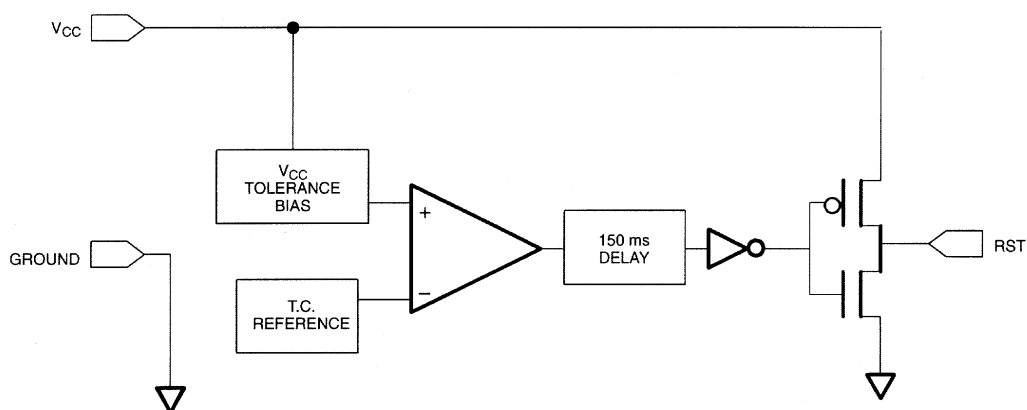 VCC
VCC
TOLERANCE
BIAS
+
150 ms
DELAY
RST
GROUND
−
T.C.
REFERENCE